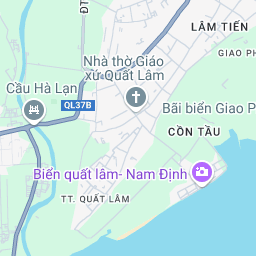 ĐT
LÂM TIẾN
GIAO P
Nhà thờ Giáo
xứ Quất Lâm
Cầu Hà Lạn
QL37B
Bãi biển Giao P
CỒN TẦU
Biển quất lâm- Nam Định
TT. QUẤT LÂM